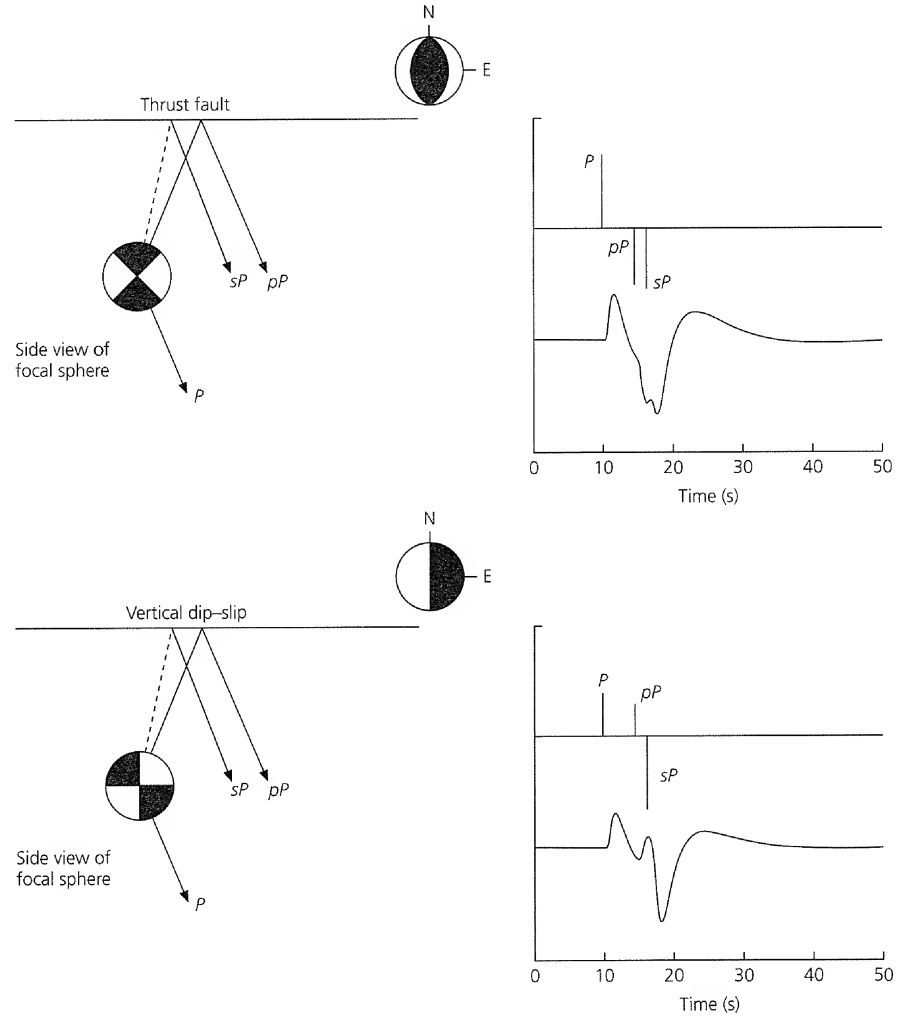 N
E
Thrust fault
sP pP
Side view of
focal sphere
P
P
pP
sP
0 10 20 30 40 50
Time (s)
N
E
Vertical dip–slip
sP pP
Side view of
focal sphere
P
P
pP
sP
0 10 20 30 40 50
Time (s)